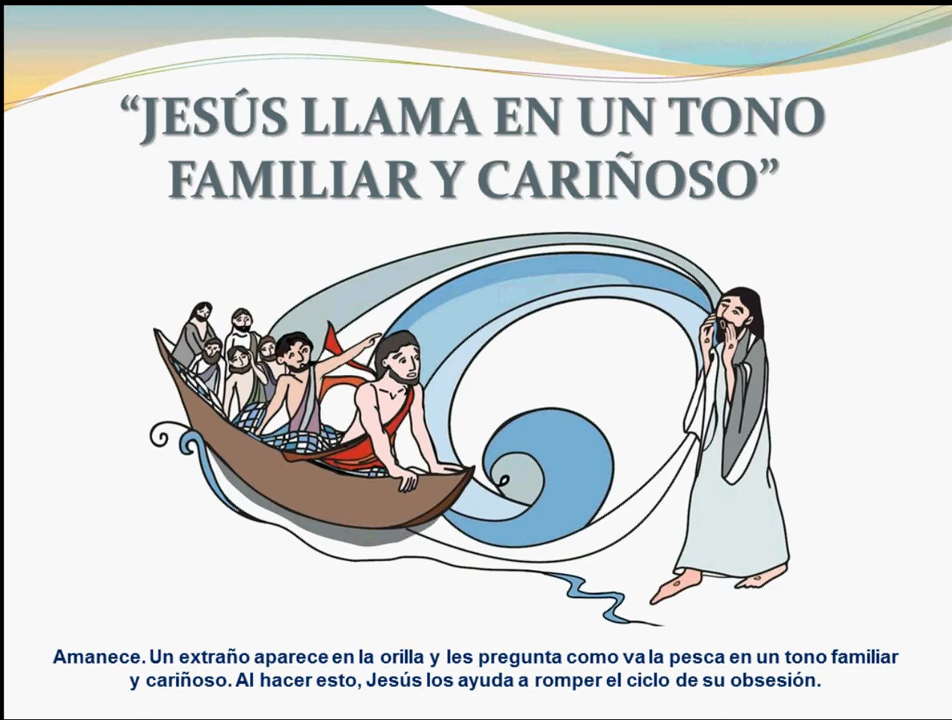 “JESÚS LLAMA EN UN TONO
FAMILIAR Y CARIÑOSO”
Amanece. Un extraño aparece en la orilla y les pregunta como va la pesca en un tono familiar
y cariñoso. Al hacer esto, Jesús los ayuda a romper el ciclo de su obsesión.